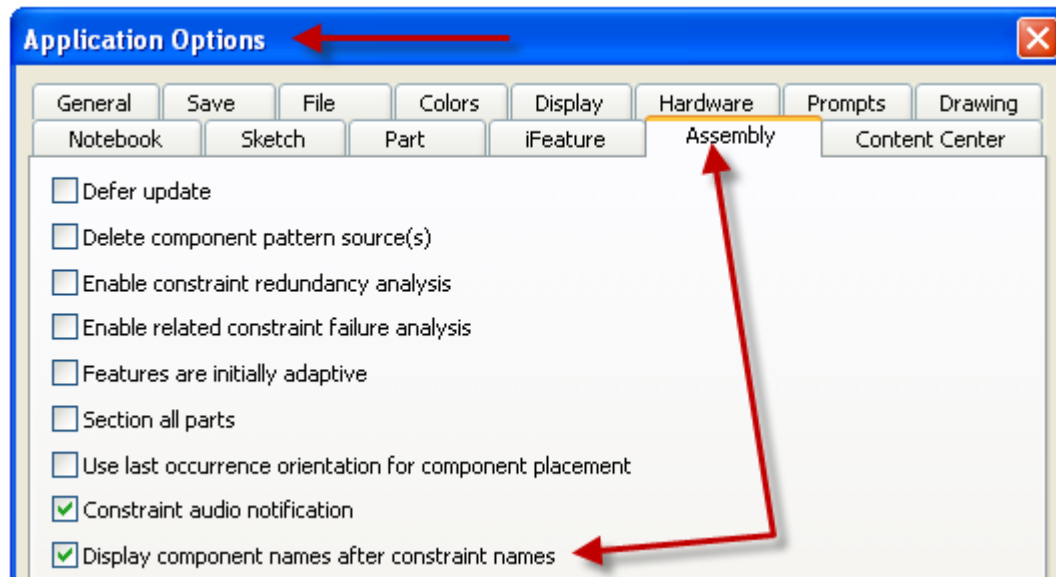 Application Options
General Save File Colors Display Hardware Prompts Drawing
Notebook Sketch Part iFeature Assembly Content Center
Defer update
Delete component pattern source(s)
Enable constraint redundancy analysis
Enable related constraint failure analysis
Features are initially adaptive
Section all parts
Use last occurrence orientation for component placement
Constraint audio notification
Display component names after constraint names